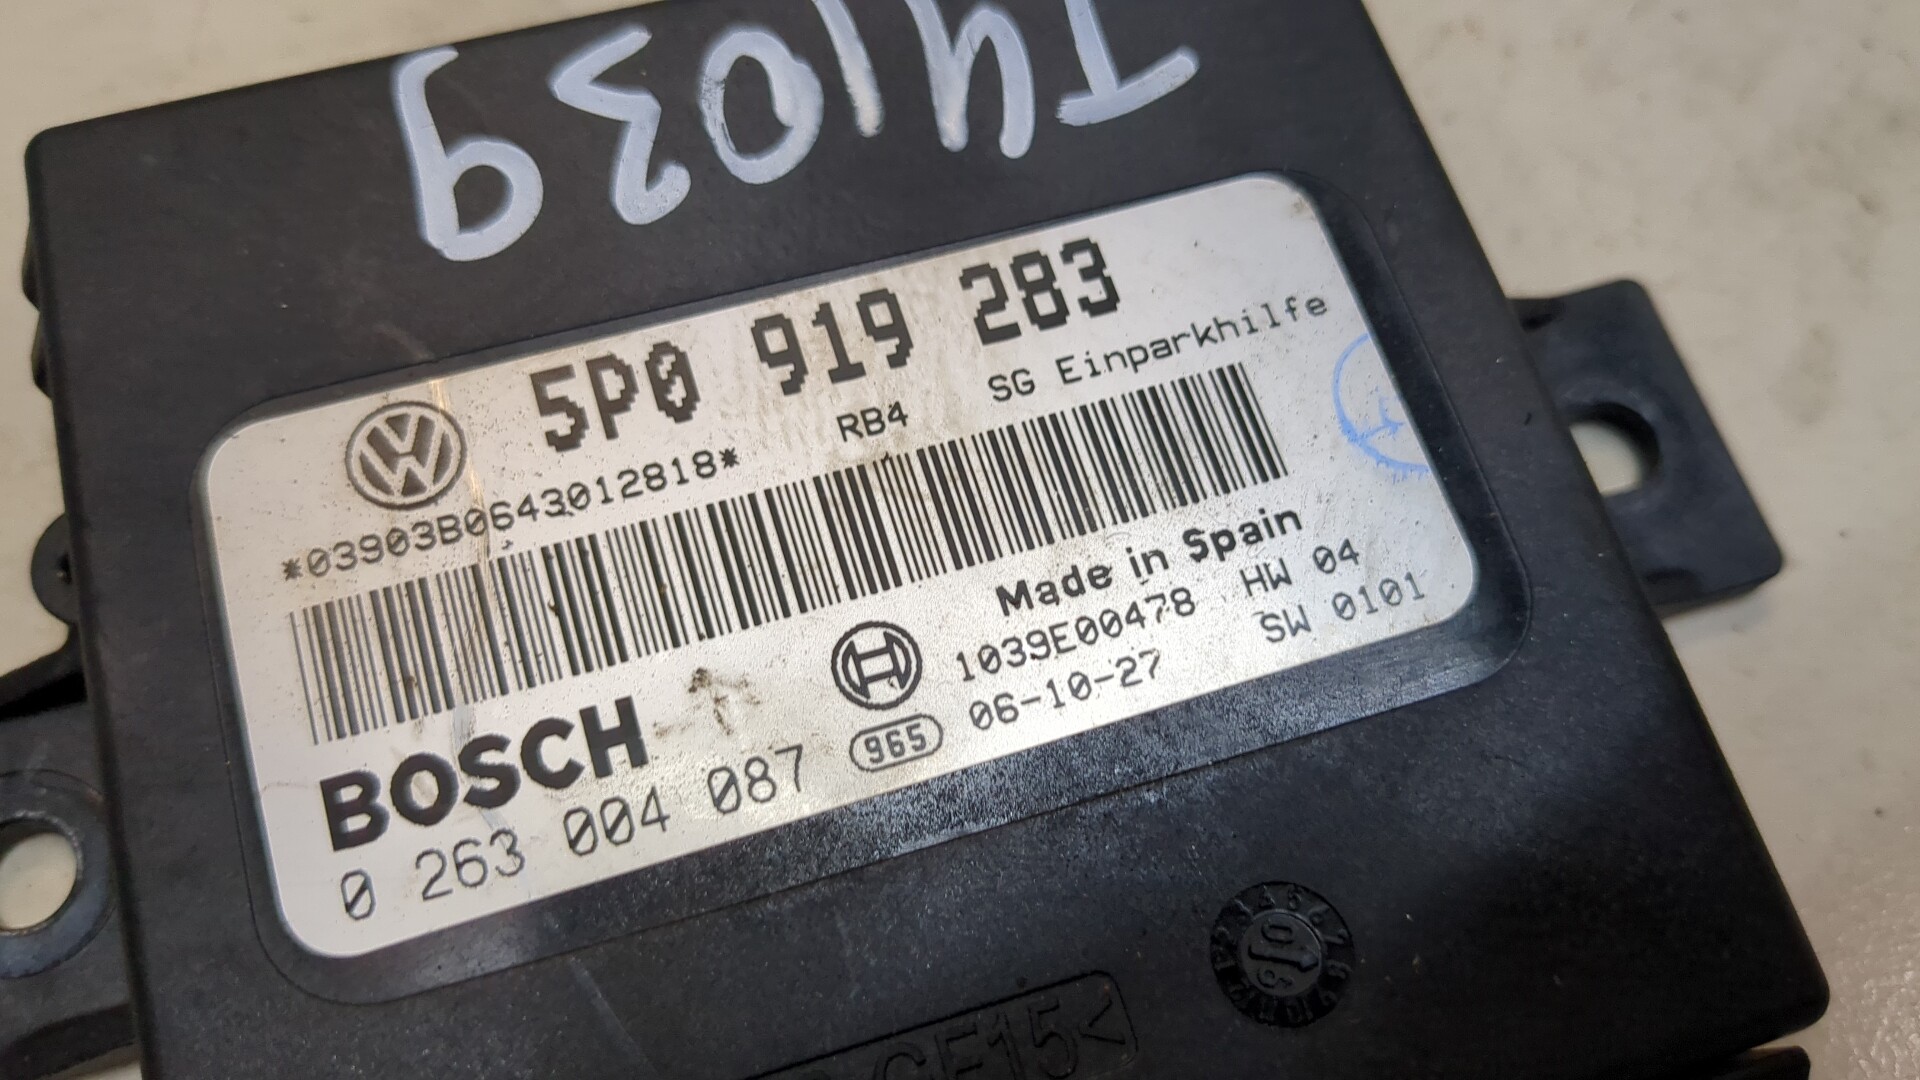 T41039
5P0 919 283
*03903B0643012818* RB4 SG Einparkhilfe
Made in Spain
1039E00478 HW 04
BOSCH 965 06-10-27 SW 0101
0 263 004 087
GF15<